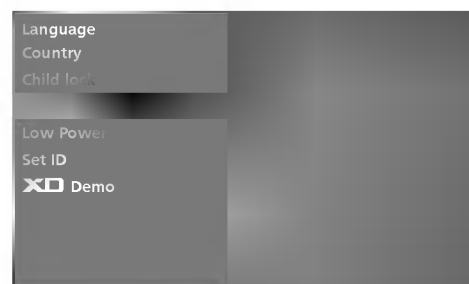 Language
Country
Child lock
Low Power
Set ID
XD Demo